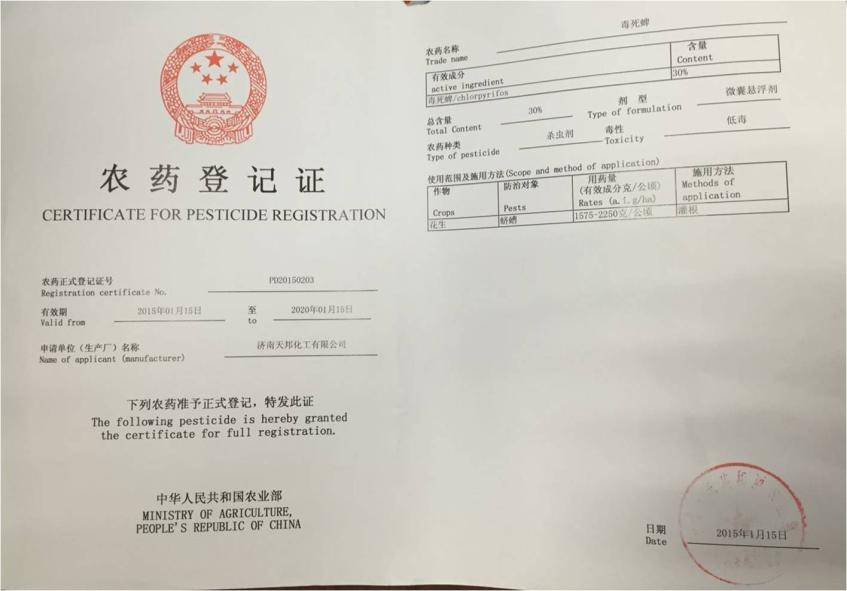 农药登记证
CERTIFICATE FOR PESTICIDE REGISTRATION
农药正式登记证号 PD20150203
Registration certificate No.
有效期 2015年01月15日 至 2020年01月15日
Valid from to
申请单位（生产厂）名称 济南天邦化工有限公司
Name of applicant (manufacturer)
下列农药准予正式登记，特发此证
The following pesticide is hereby granted
the certificate for full registration.
中华人民共和国农业部
MINISTRY OF AGRICULTURE,
PEOPLE'S REPUBLIC OF CHINA
农药名称 毒死蜱
Trade name
有效成分 含量
active ingredient Content
毒死蜱/chlorpyrifos 30%
总含量 30% 剂 型 微囊悬浮剂
Total Content Type of formulation
农药种类 杀虫剂 毒性 低毒
Type of pesticide Toxicity
使用范围及施用方法(Scope and method of application)
作物 防治对象 用药量 施用方法
(有效成分克/公顷) Methods of
Crops Pests Rates (a.i.g/ha) application
花生 蛴螬 1575-2250克/公顷 灌根
日期 2015年1月15日
Date